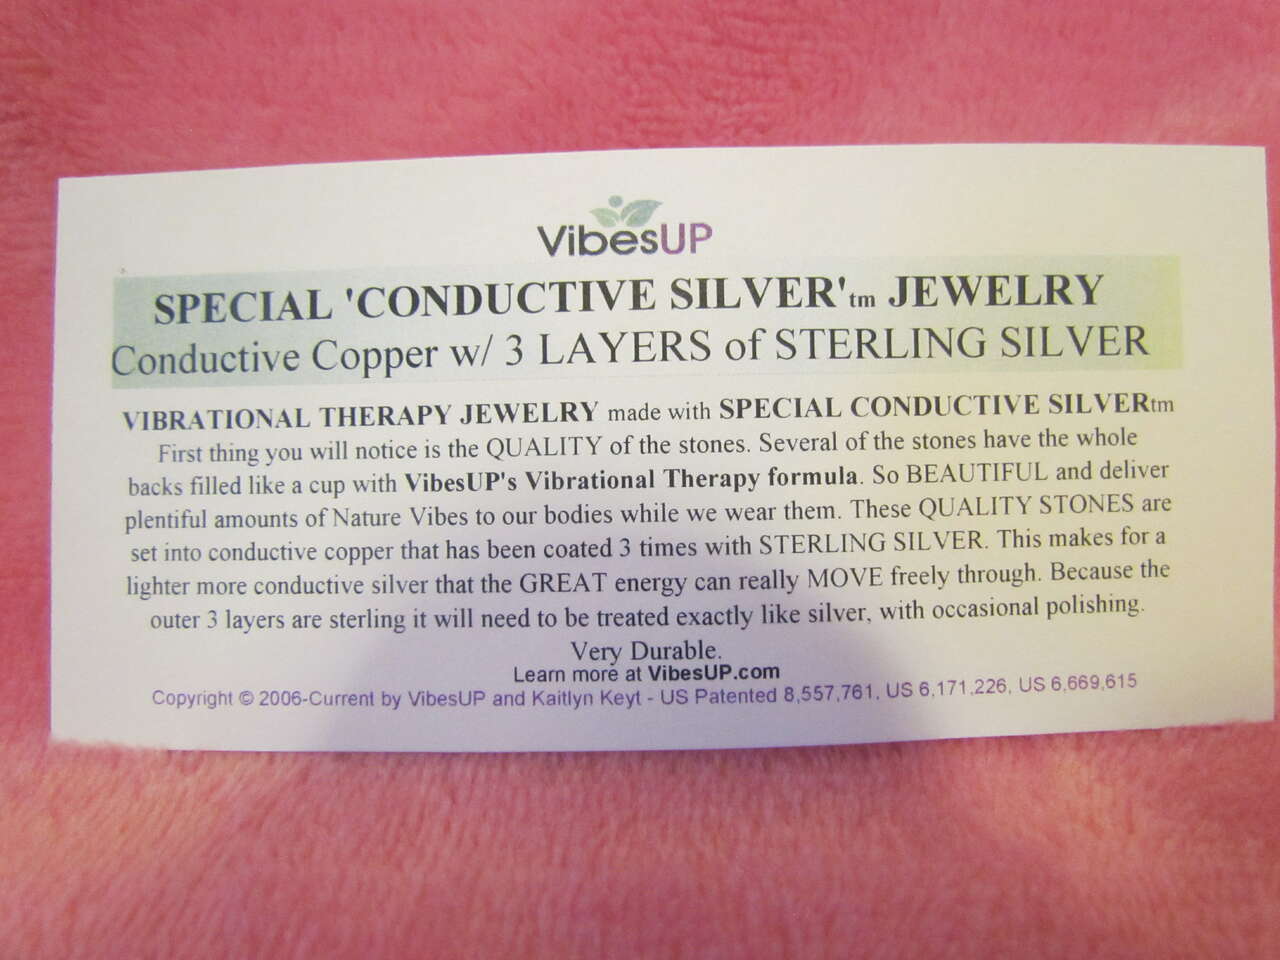 VibesUP
SPECIAL 'CONDUCTIVE SILVER'tm JEWELRY
Conductive Copper w/ 3 LAYERS of STERLING SILVER
VIBRATIONAL THERAPY JEWELRY made with SPECIAL CONDUCTIVE SILVERtm
First thing you will notice is the QUALITY of the stones. Several of the stones have the whole
backs filled like a cup with VibesUP's Vibrational Therapy formula. So BEAUTIFUL and deliver
plentiful amounts of Nature Vibes to our bodies while we wear them. These QUALITY STONES are
set into conductive copper that has been coated 3 times with STERLING SILVER. This makes for a
lighter more conductive silver that the GREAT energy can really MOVE freely through. Because the
outer 3 layers are sterling it will need to be treated exactly like silver, with occasional polishing.
Very Durable.
Learn more at VibesUP.com
Copyright © 2006-Current by VibesUP and Kaitlyn Keyt - US Patented 8,557,761, US 6,171,226, US 6,669,615